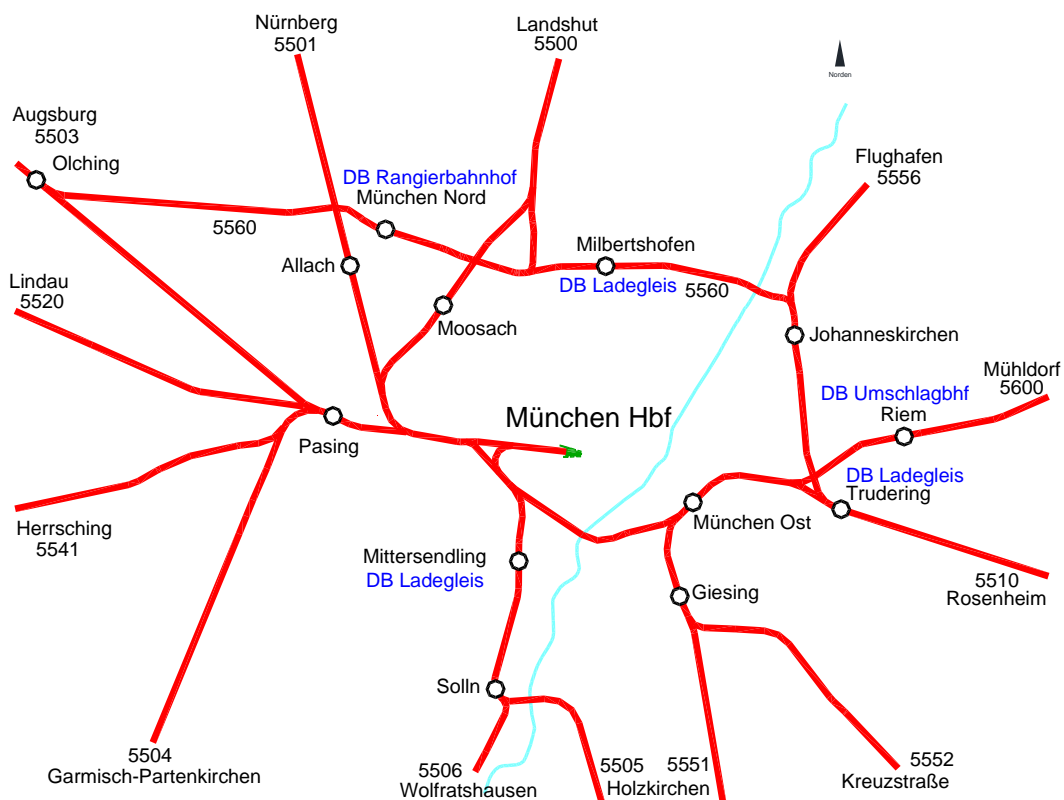 Nürnberg
5501
Landshut
5500
Norden
Augsburg
5503
Olching
Flughafen
5556
DB Rangierbahnhof
München Nord
5560
Allach
Milbertshofen
DB Ladegleis
5560
Lindau
5520
Moosach
Johanneskirchen
Mühldorf
5600
DB Umschlagbhf
Riem
München Hbf
Pasing
DB Ladegleis
Trudering
München Ost
Herrsching
5541
Mittersendling
DB Ladegleis
Giesing
5510
Rosenheim
Solln
5504
Garmisch-Partenkirchen
5506
Wolfratshausen
5505
Holzkirchen
5551
5552
Kreuzstraße